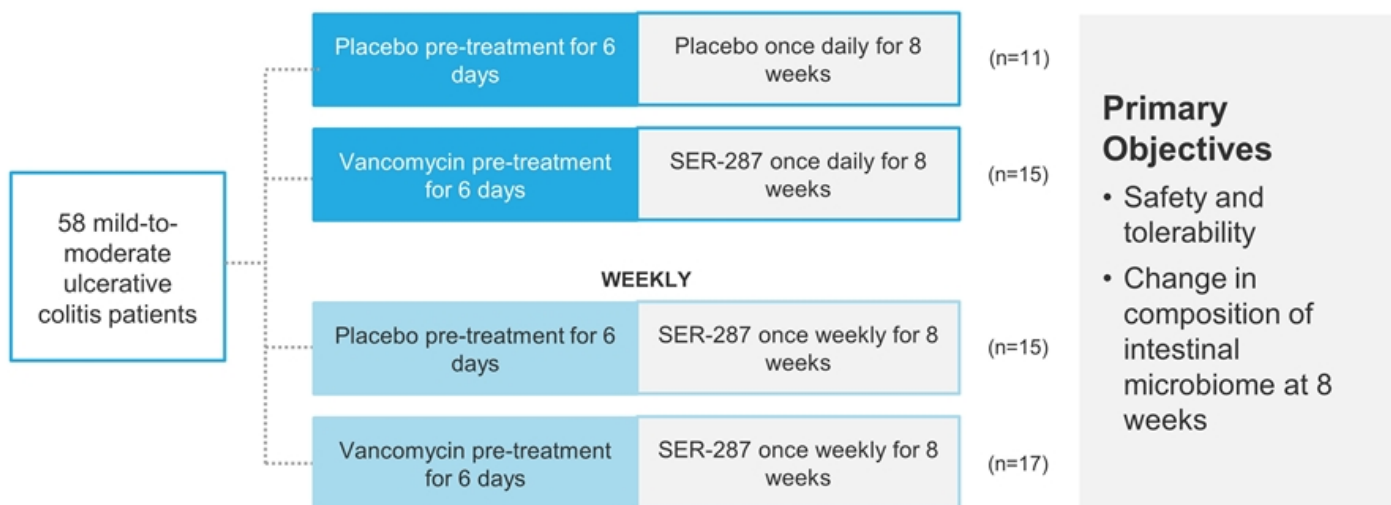 Placebo pre-treatment for 6
days
Placebo once daily for 8
weeks
(n=11)
Vancomycin pre-treatment
for 6 days
SER-287 once daily for 8
weeks
(n=15)
58 mild-to-
moderate
ulcerative
colitis patients
WEEKLY
Placebo pre-treatment for 6
days
SER-287 once weekly for 8
weeks
(n=15)
Vancomycin pre-treatment
for 6 days
SER-287 once weekly for 8
weeks
(n=17)
Primary
Objectives
• Safety and
tolerability
• Change in
composition of
intestinal
microbiome at 8
weeks